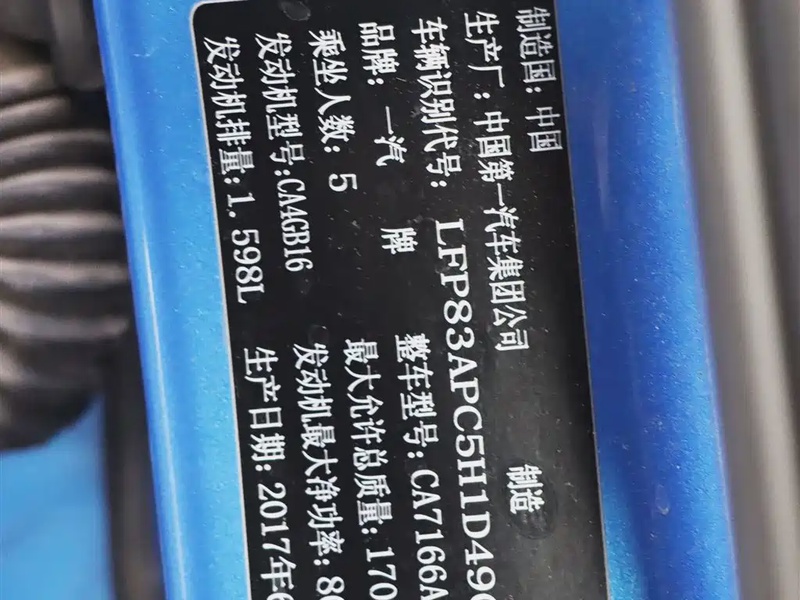 制造国: 中国
生产厂: 中国第一汽车集团公司 制造
车辆识别代号: LFP83APC5H1D49
品牌: 一汽 牌 整车型号: CA7166A
乘坐人数: 5 最大允许总质量: 170
发动机型号: CA4GB16 发动机最大净功率: 8
发动机排量: 1.598L 生产日期: 2017年